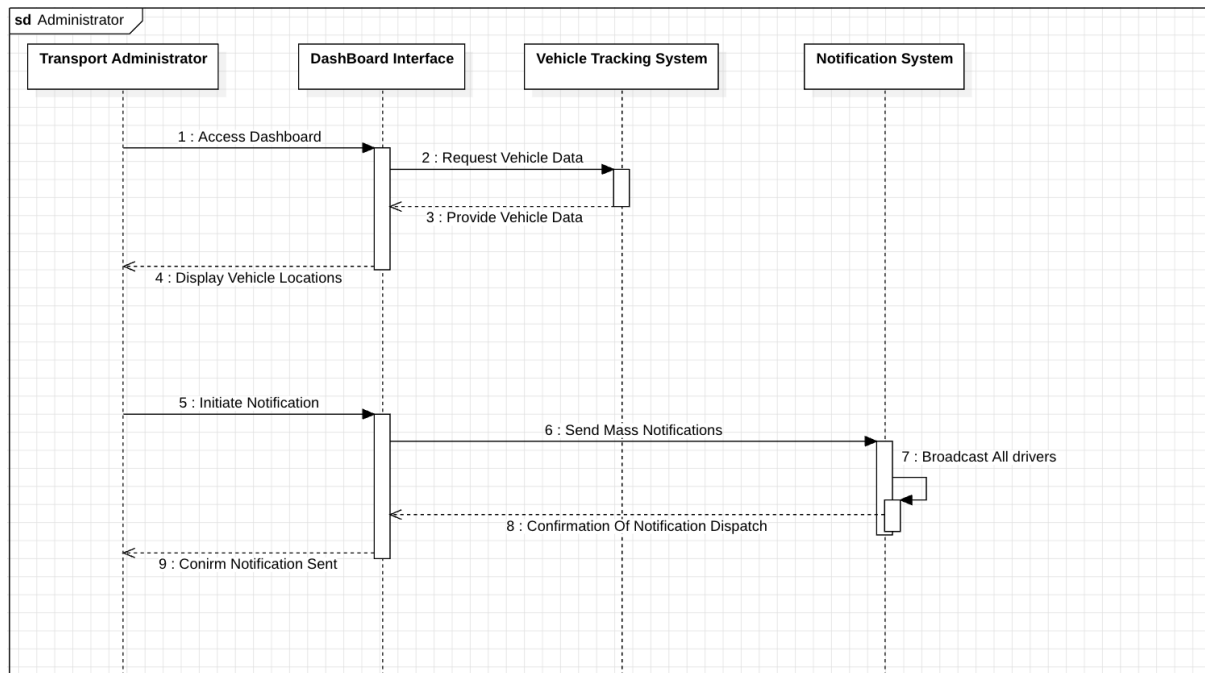 sd Administrator
Transport Administrator
DashBoard Interface
Vehicle Tracking System
Notification System
1 : Access Dashboard
2 : Request Vehicle Data
3 : Provide Vehicle Data
4 : Display Vehicle Locations
5 : Initiate Notification
6 : Send Mass Notifications
7 : Broadcast All drivers
8 : Confirmation Of Notification Dispatch
9 : Conirm Notification Sent